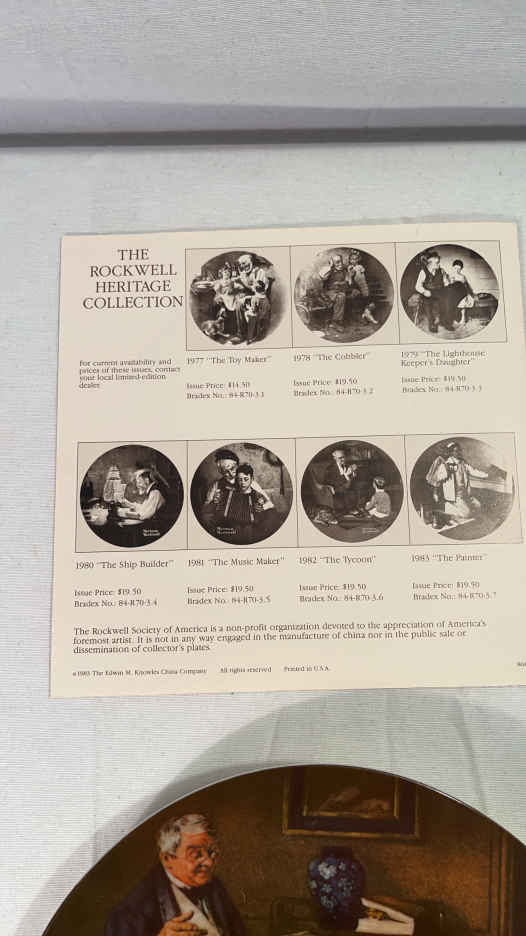 THE
ROCKWELL
HERITAGE
COLLECTION
For current availability and
prices of these issues, contact
your local limited-edition
dealer.
1977 "The Toy Maker"
Issue Price: $14.50
Bradex No.: 84-R70-3.1
1978 "The Cobbler"
Issue Price: $19.50
Bradex No.: 84-R70-3.2
1979 "The Lighthouse
Keeper's Daughter"
Issue Price: $19.50
Bradex No.: 84-R70-3.3
1980 "The Ship Builder"
Issue Price: $19.50
Bradex No.: 84-R70-3.4
1981 "The Music Maker"
Issue Price: $19.50
Bradex No.: 84-R70-3.5
1982 "The Tycoon"
Issue Price: $19.50
Bradex No.: 84-R70-3.6
1983 "The Painter"
Issue Price: $19.50
Bradex No.: 84-R70-3.7
The Rockwell Society of America is a non-profit organization devoted to the appreciation of America's
foremost artist. It is not in any way engaged in the manufacture of china nor in the public sale or
dissemination of collector's plates.
©1983 The Edwin M. Knowles China Company All rights reserved Printed in U.S.A.